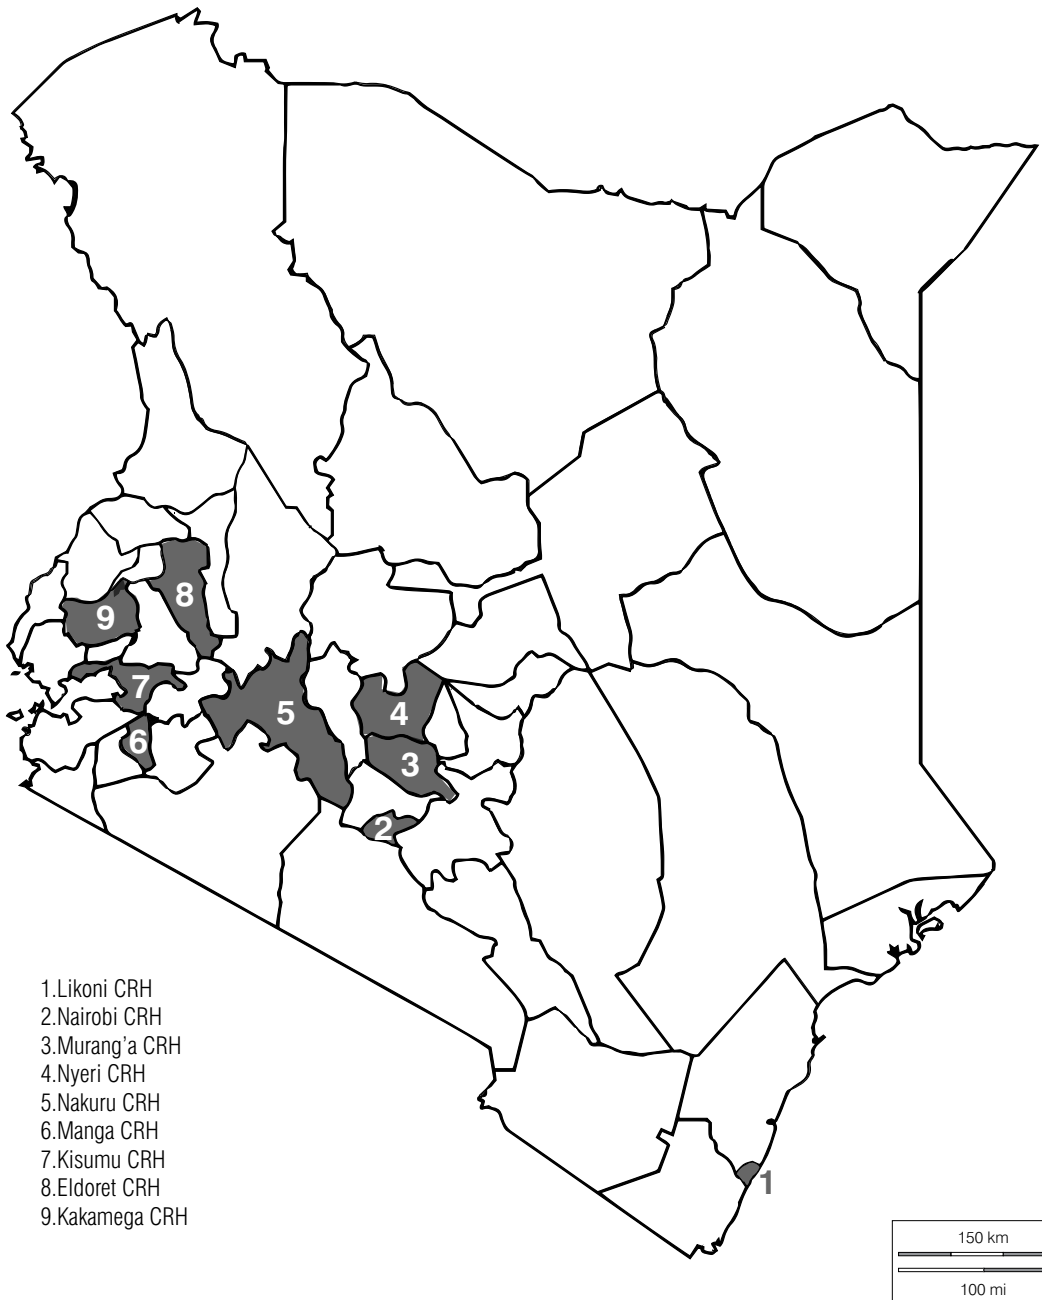 8
9
7
5
4
6
3
2
1
1.Likoni CRH
2.Nairobi CRH
3.Murang’a CRH
4.Nyeri CRH
5.Nakuru CRH
6.Manga CRH
7.Kisumu CRH
8.Eldoret CRH
9.Kakamega CRH
150 km
100 mi